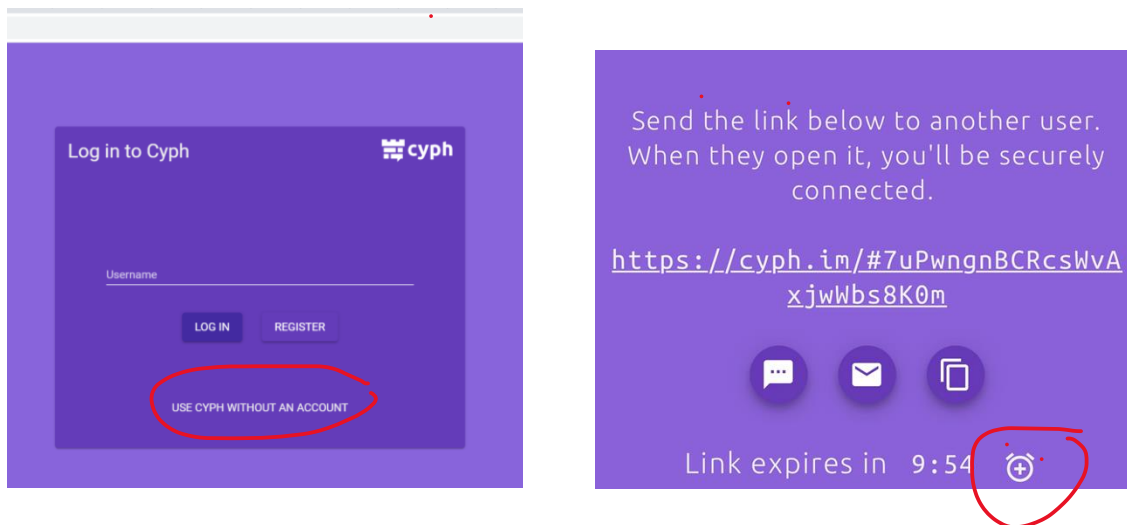 Log in to Cyph
cyph
Username
LOG IN
REGISTER
USE CYPH WITHOUT AN ACCOUNT
Send the link below to another user.
When they open it, you'll be securely
connected.
https://cyph.im/#7uPwngnBCRcsWvA
xjwWbs8K0m
Link expires in 9:54